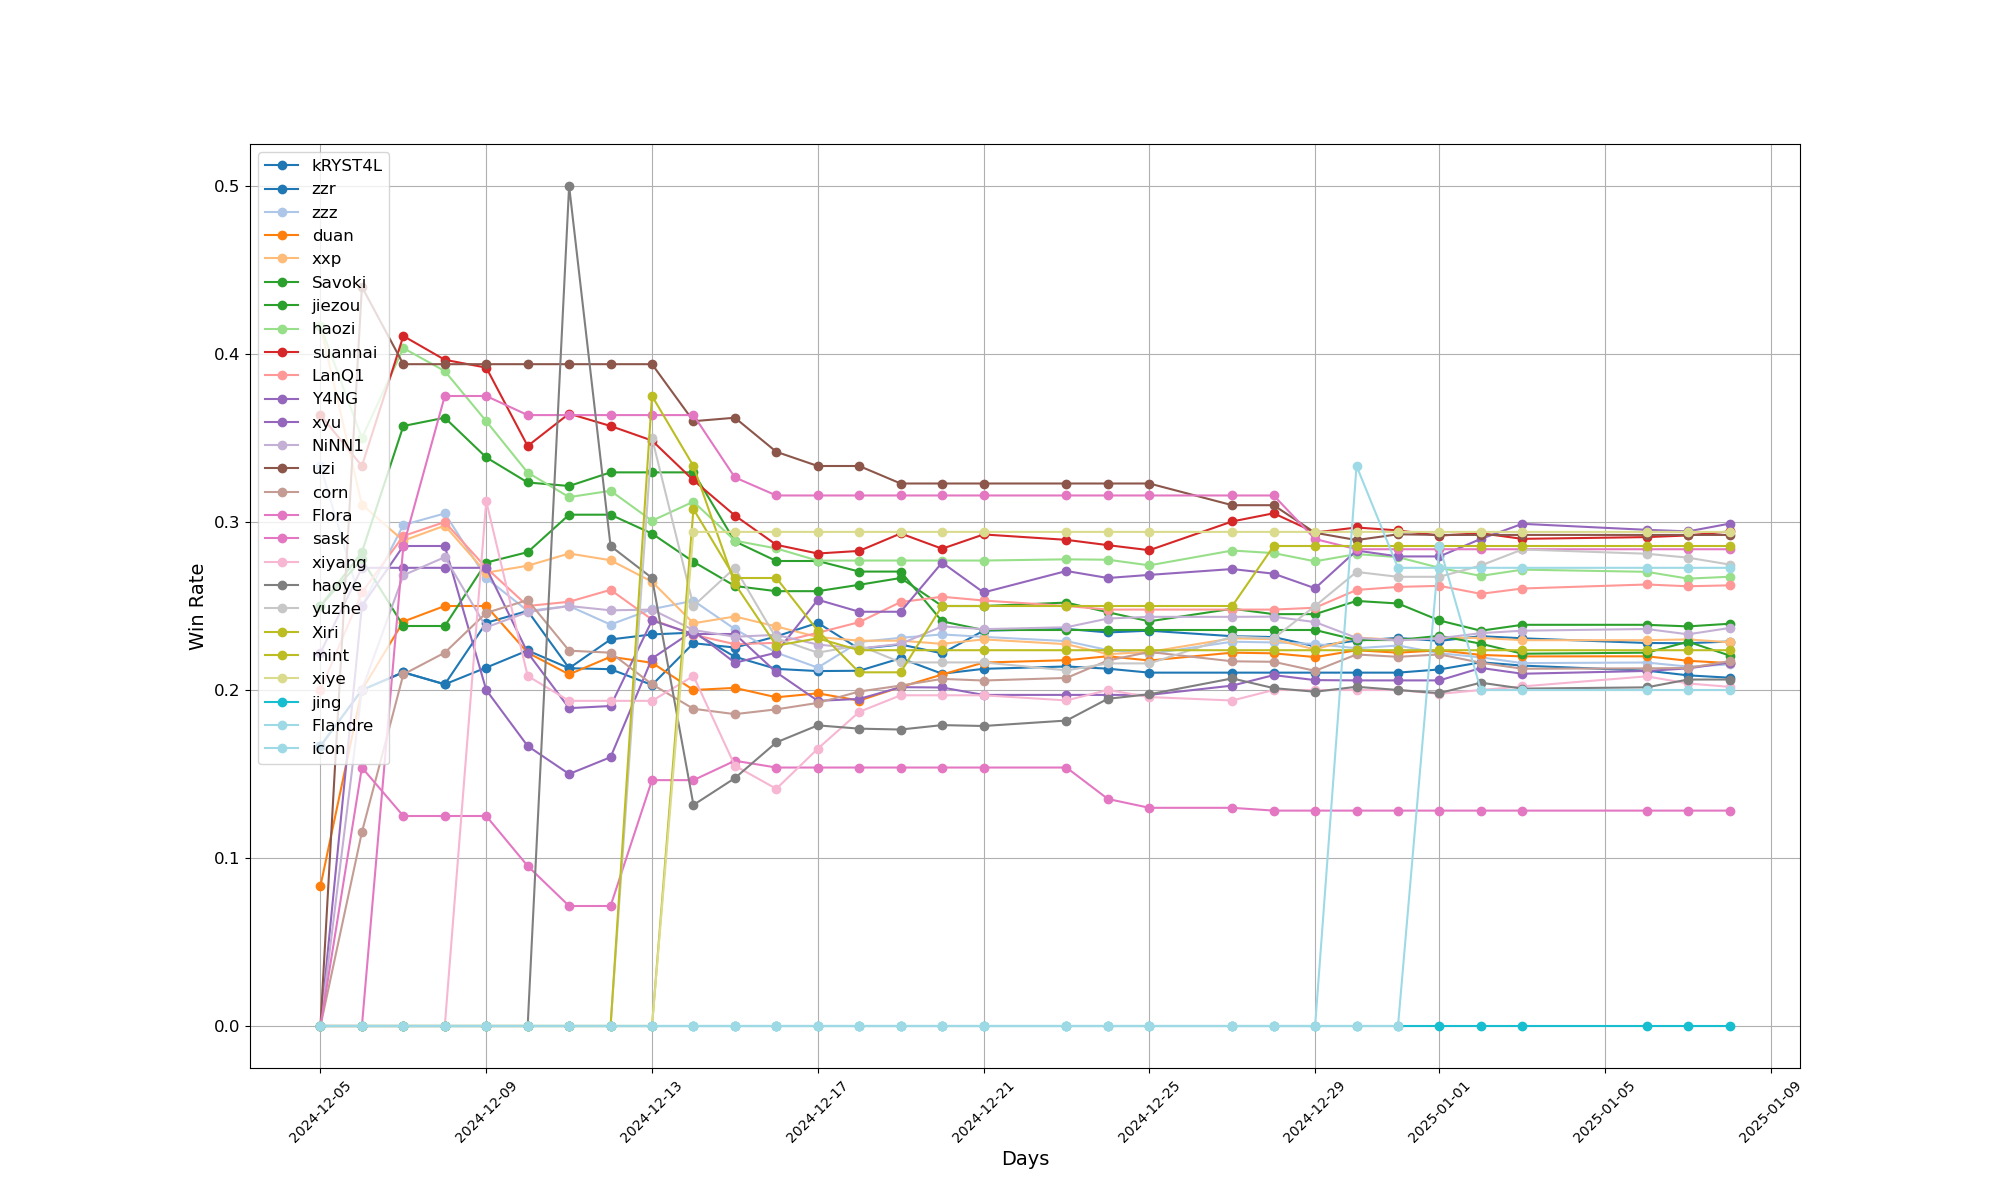 0.5
0.4
0.3
0.2
0.1
0.0
Win Rate
kRYST4L
zzr
zzz
duan
xxp
Savoki
jiezou
haozi
suannai
LanQ1
Y4NG
xyu
NiNN1
uzi
corn
Flora
sask
xiyang
haoye
yuzhe
Xiri
mint
xiye
jing
Flandre
icon
2024-12-05
2024-12-09
2024-12-13
2024-12-17
2024-12-21
2024-12-25
2024-12-29
2025-01-01
2025-01-05
2025-01-09
Days